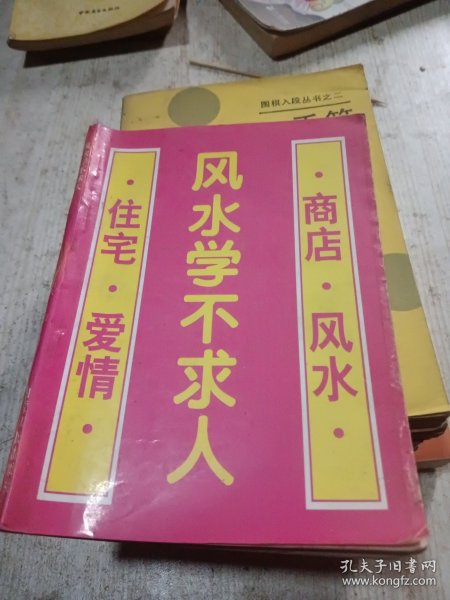 风水学不求人
·商店·风水·
·住宅·爱情·
围棋入段丛书之二
孔夫子旧书网
www.kongfz.com